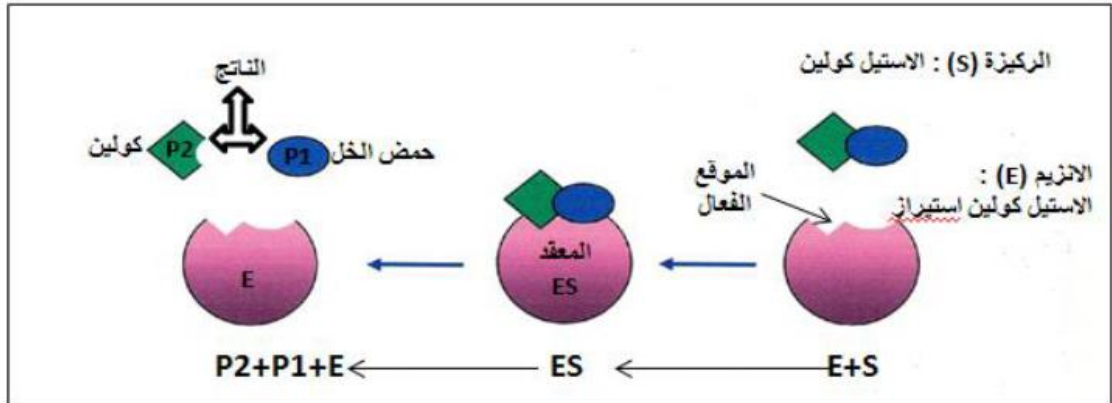 الركيزة (S) : الاستيل كولين
الناتج
كولين
P2
P1
حمض الخل
الموقع
الفعال
الانزيم (E) :
الاستيل كولين استيراز
المعقد
ES
E
E+S
ES
P2+P1+E